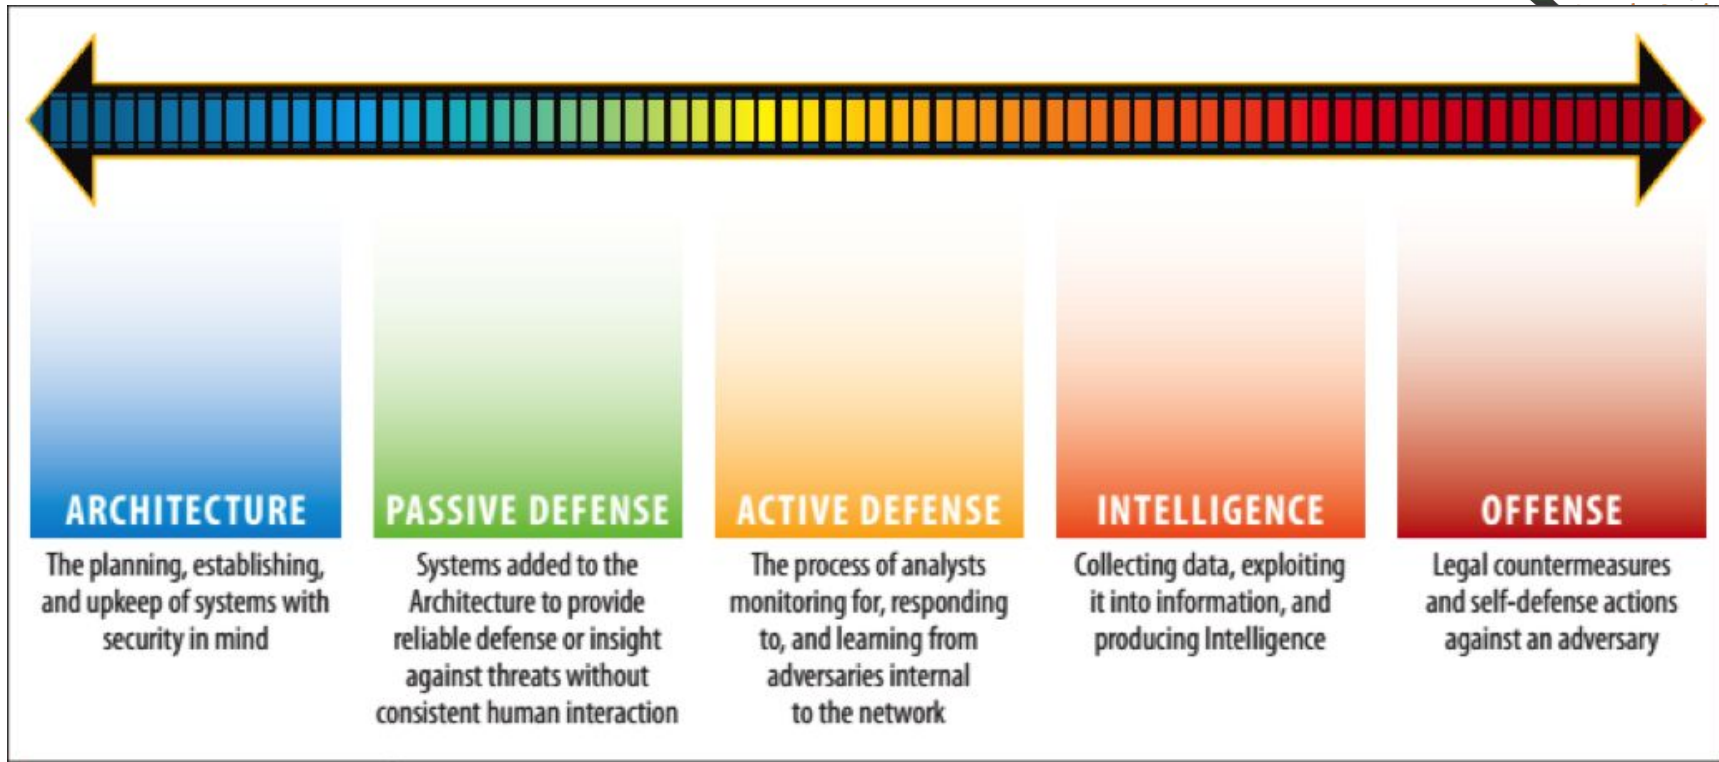 ARCHITECTURE
The planning, establishing,
and upkeep of systems with
security in mind
PASSIVE DEFENSE
Systems added to the
Architecture to provide
reliable defense or insight
against threats without
consistent human interaction
ACTIVE DEFENSE
The process of analysts
monitoring for, responding
to, and learning from
adversaries internal
to the network
INTELLIGENCE
Collecting data, exploiting
it into information, and
producing Intelligence
OFFENSE
Legal countermeasures
and self-defense actions
against an adversary